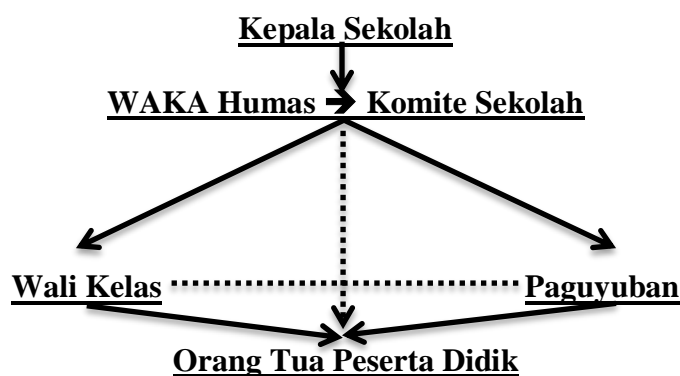 Kepala Sekolah
WAKA Humas ➔ Komite Sekolah
Wali Kelas
Paguyuban
Orang Tua Peserta Didik